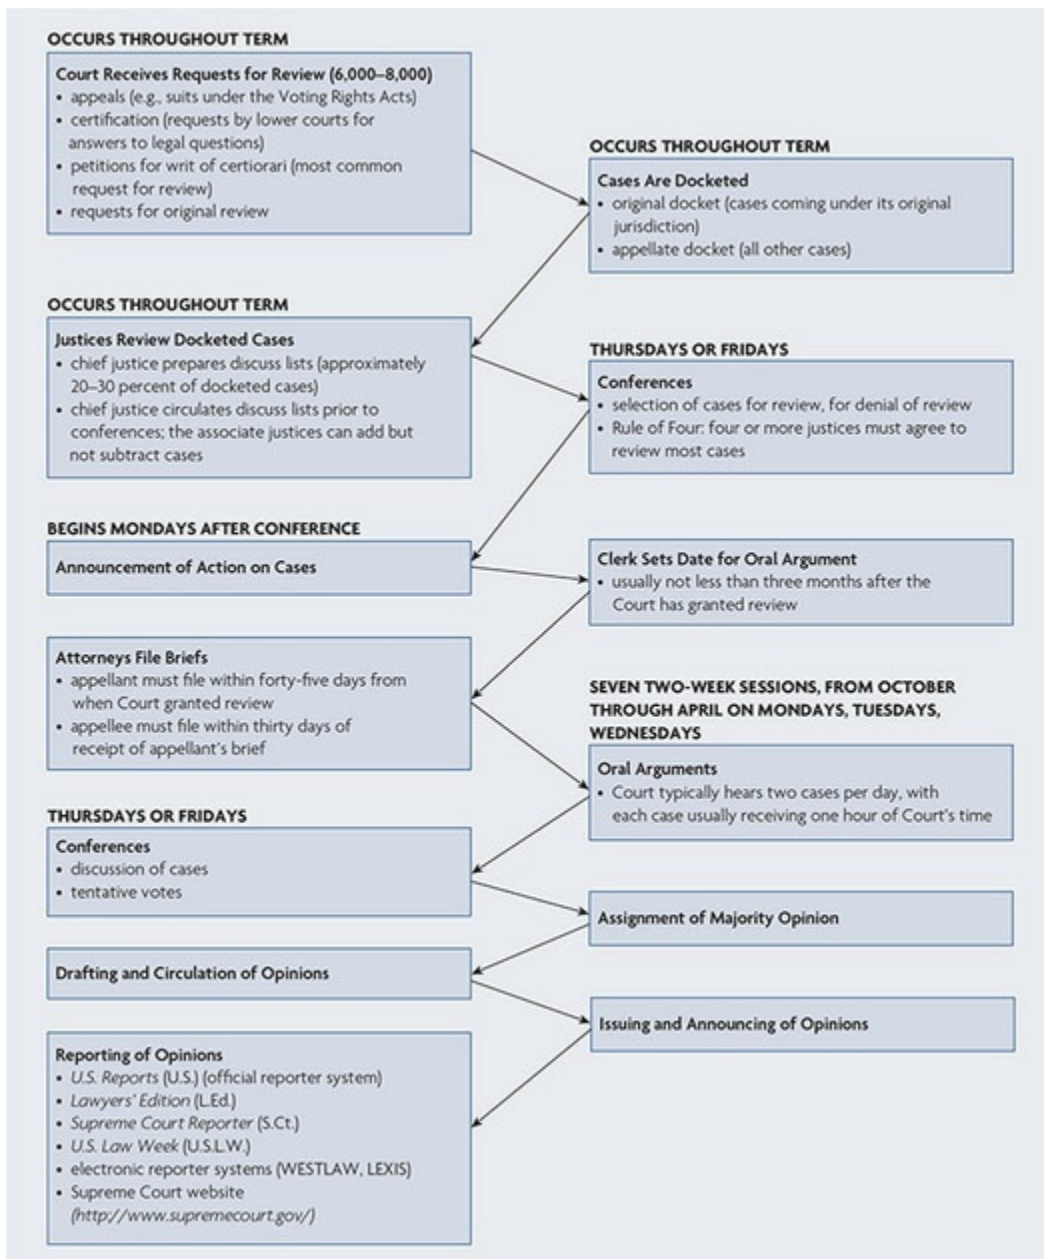 OCCURS THROUGHOUT TERM
Court Receives Requests for Review (6,000–8,000)
• appeals (e.g., suits under the Voting Rights Acts)
• certification (requests by lower courts for
answers to legal questions)
• petitions for writ of certiorari (most common
request for review)
• requests for original review
OCCURS THROUGHOUT TERM
Cases Are Docketed
• original docket (cases coming under its original
jurisdiction)
• appellate docket (all other cases)
OCCURS THROUGHOUT TERM
Justices Review Docketed Cases
• chief justice prepares discuss lists (approximately
20–30 percent of docketed cases)
• chief justice circulates discuss lists prior to
conferences; the associate justices can add but
not subtract cases
THURSDAYS OR FRIDAYS
Conferences
• selection of cases for review, for denial of review
• Rule of Four: four or more justices must agree to
review most cases
BEGINS MONDAYS AFTER CONFERENCE
Announcement of Action on Cases
Clerk Sets Date for Oral Argument
• usually not less than three months after the
Court has granted review
Attorneys File Briefs
• appellant must file within forty-five days from
when Court granted review
• appellee must file within thirty days of
receipt of appellant's brief
SEVEN TWO-WEEK SESSIONS, FROM OCTOBER
THROUGH APRIL ON MONDAYS, TUESDAYS,
WEDNESDAYS
Oral Arguments
• Court typically hears two cases per day, with
each case usually receiving one hour of Court's time
THURSDAYS OR FRIDAYS
Conferences
• discussion of cases
• tentative votes
Assignment of Majority Opinion
Drafting and Circulation of Opinions
Issuing and Announcing of Opinions
Reporting of Opinions
• U.S. Reports (U.S.) (official reporter system)
• Lawyers' Edition (L.Ed.)
• Supreme Court Reporter (S.Ct.)
• U.S. Law Week (U.S.L.W.)
• electronic reporter systems (WESTLAW, LEXIS)
• Supreme Court website
(http://www.supremecourt.gov/)